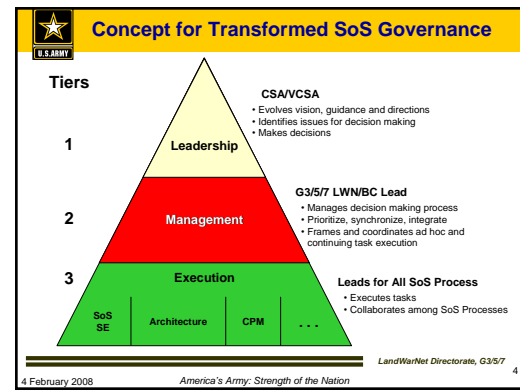 Concept for Transformed SoS Governance
U.S.ARMY
Tiers
1
Leadership
CSA/VCSA
• Evolves vision, guidance and directions
• Identifies issues for decision making
• Makes decisions
2
Management
G3/5/7 LWN/BC Lead
• Manages decision making process
• Prioritize, synchronize, integrate
• Frames and coordinates ad hoc and
continuing task execution
3
Execution
SoS
SE
Architecture
CPM
. . .
Leads for All SoS Process
• Executes tasks
• Collaborates among SoS Processes
LandWarNet Directorate, G3/5/7
4
4 February 2008
America's Army: Strength of the Nation